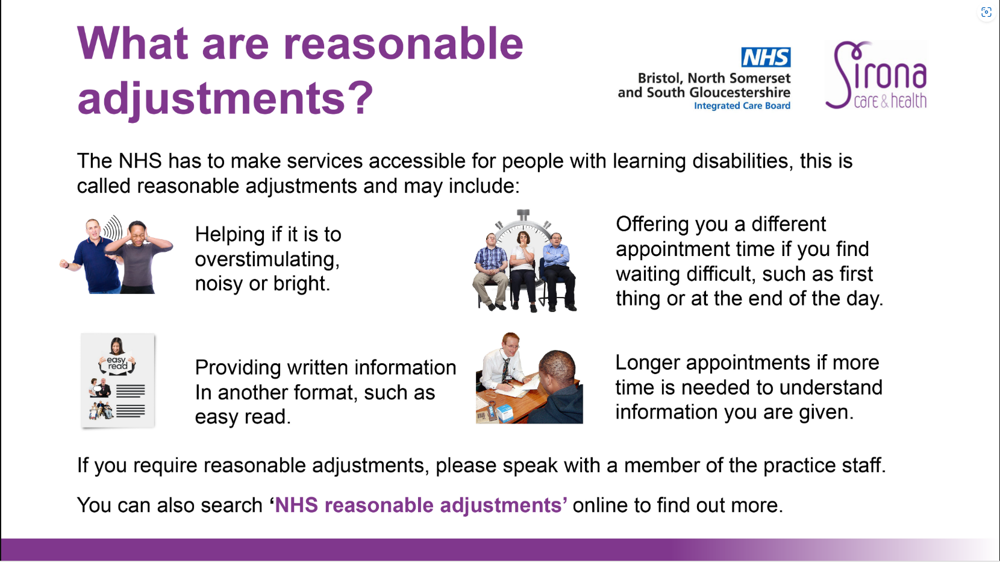 What are reasonable
adjustments?
NHS
Bristol, North Somerset
and South Gloucestershire
Integrated Care Board
Sirona
care & health
The NHS has to make services accessible for people with learning disabilities, this is
called reasonable adjustments and may include:
Helping if it is to
overstimulating,
noisy or bright.
Offering you a different
appointment time if you find
waiting difficult, such as first
thing or at the end of the day.
easy
read
Providing written information
In another format, such as
easy read.
Longer appointments if more
time is needed to understand
information you are given.
If you require reasonable adjustments, please speak with a member of the practice staff.
You can also search ‘NHS reasonable adjustments’ online to find out more.